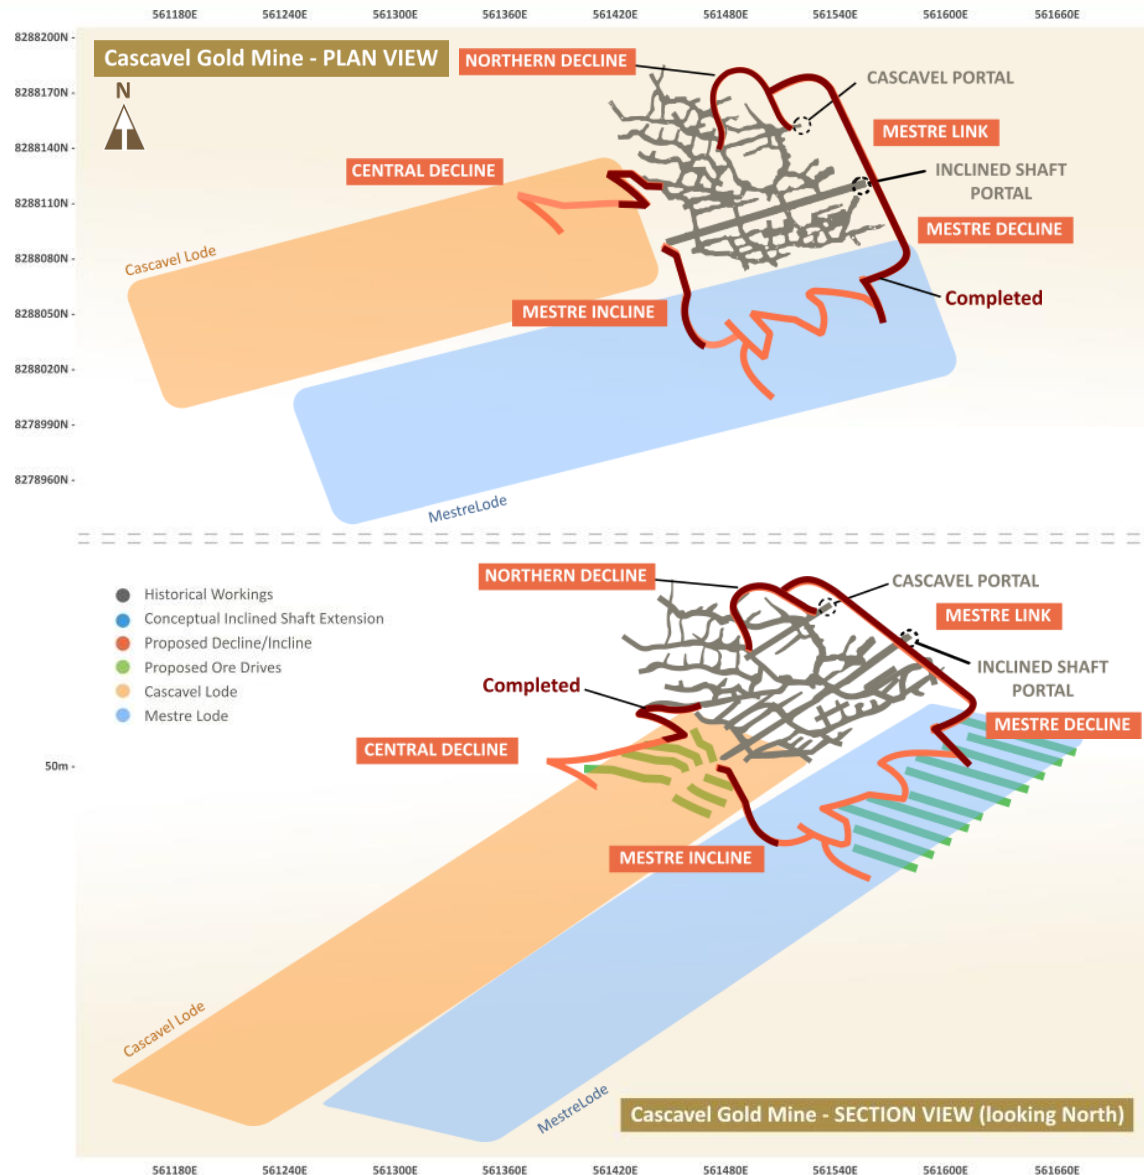 561180E 561240E 561300E 561360E 561420E 561480E 561540E 561600E 561660E
8288200N -
Cascavel Gold Mine - PLAN VIEW
NORTHERN DECLINE
CASCAVEL PORTAL
N
8288170N -
MESTRE LINK
8288140N -
CENTRAL DECLINE
INCLINED SHAFT
PORTAL
8288110N -
MESTRE DECLINE
Cascavel Lode
8288080N -
Completed
MESTRE INCLINE
8288050N -
8288020N -
8278990N -
8278960N -
MestreLode
NORTHERN DECLINE
CASCAVEL PORTAL
Historical Workings
Conceptual Inclined Shaft Extension
Proposed Decline/Incline
Proposed Ore Drives
Cascavel Lode
Mestre Lode
MESTRE LINK
INCLINED SHAFT
PORTAL
Completed
MESTRE DECLINE
CENTRAL DECLINE
50m -
MESTRE INCLINE
Cascavel Lode
MestreLode
Cascavel Gold Mine - SECTION VIEW (looking North)
561180E 561240E 561300E 561360E 561420E 561480E 561540E 561600E 561660E